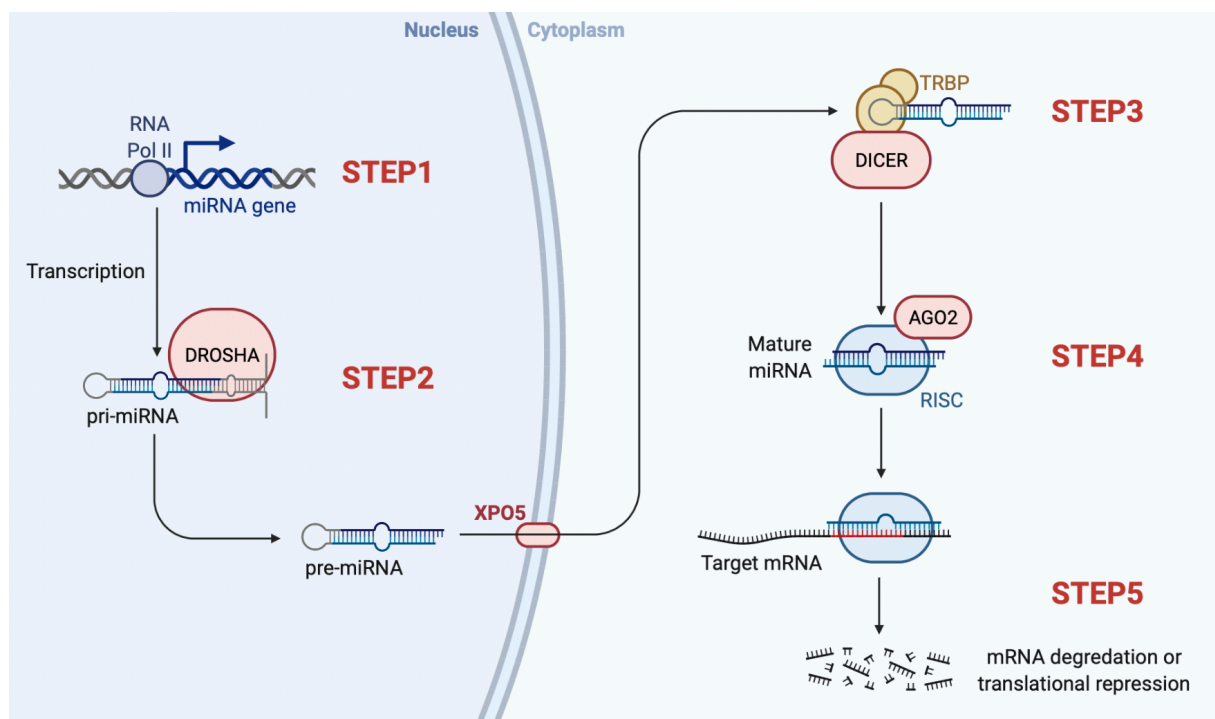 Nucleus
Cytoplasm
RNA
Pol II
miRNA gene
STEP1
Transcription
DROSHA
pri-miRNA
STEP2
pre-miRNA
XPO5
TRBP
DICER
STEP3
AGO2
Mature
miRNA
RISC
STEP4
Target mRNA
STEP5
mRNA degredation or
translational repression